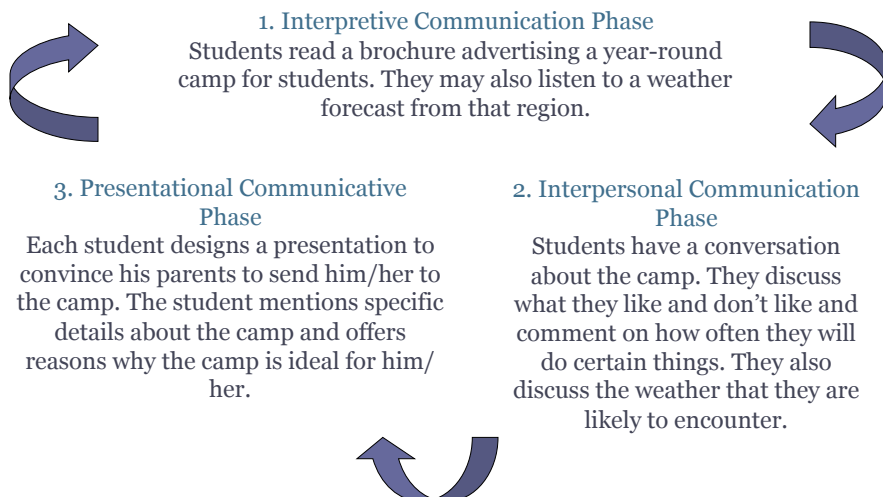 1. Interpretive Communication Phase
Students read a brochure advertising a year-round
camp for students. They may also listen to a weather
forecast from that region.
3. Presentational Communicative
Phase
Each student designs a presentation to
convince his parents to send him/her to
the camp. The student mentions specific
details about the camp and offers
reasons why the camp is ideal for him/
her.
2. Interpersonal Communication
Phase
Students have a conversation
about the camp. They discuss
what they like and don’t like and
comment on how often they will
do certain things. They also
discuss the weather that they are
likely to encounter.